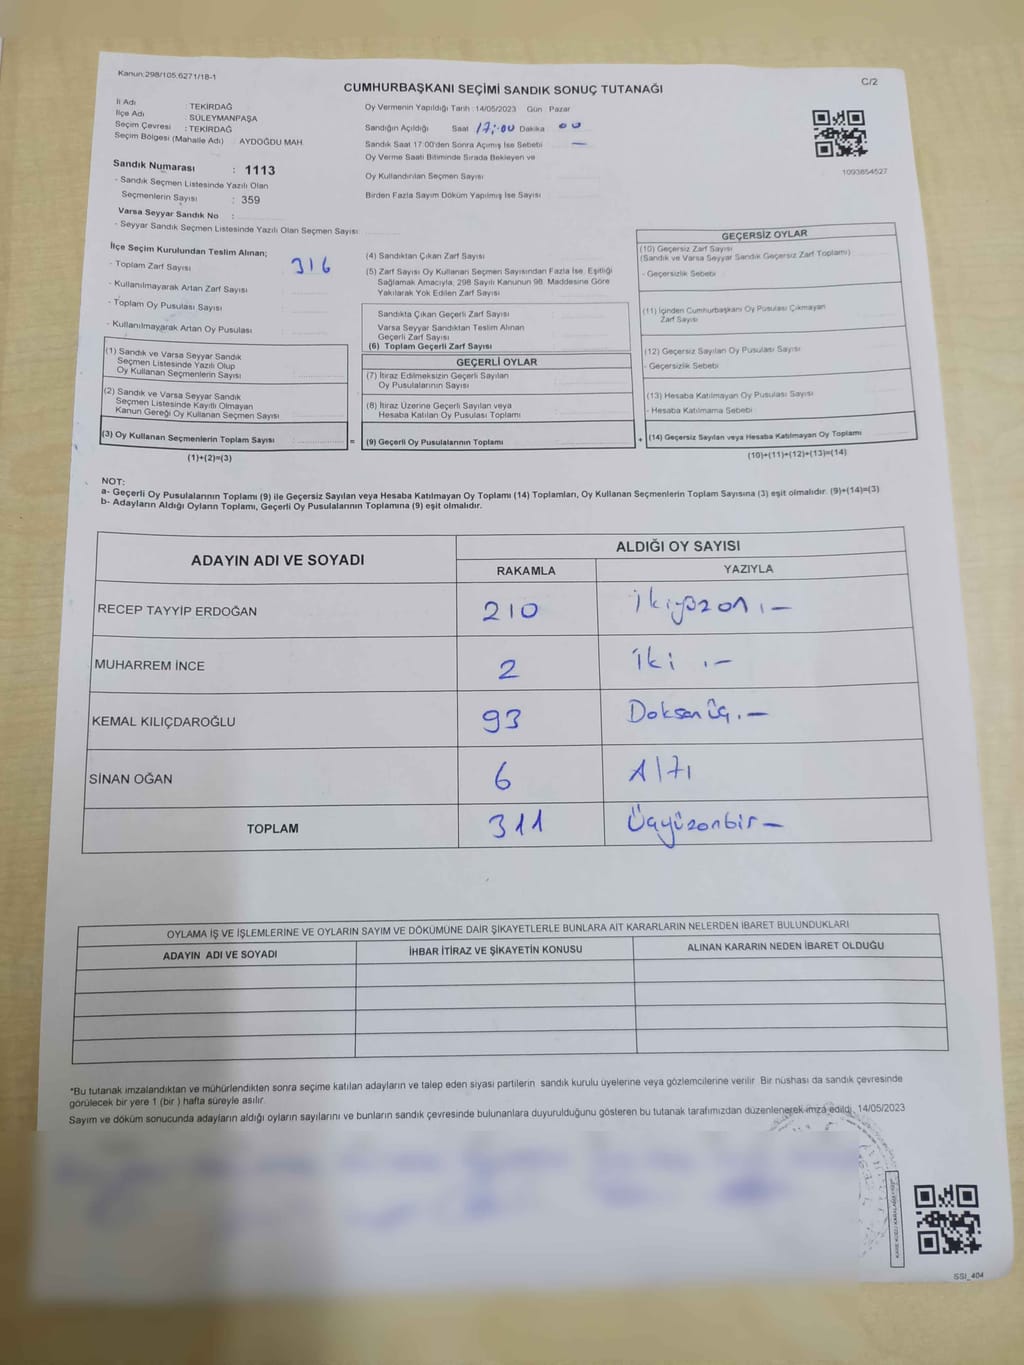 Kanun:298/105.6271/18-1
C/2
CUMHURBAŞKANI SEÇİMİ SANDIK SONUÇ TUTANAĞI
İl Adı : TEKİRDAĞ
İlçe Adı : SÜLEYMANPAŞA
Seçim Çevresi : TEKİRDAĞ
Seçim Bölgesi (Mahalle Adı) : AYDOĞDU MAH.
Sandık Numarası : 1113
- Sandık Seçmen Listesinde Yazılı Olan
Seçmenlerin Sayısı : 359
Varsa Seyyar Sandık No :
- Seyyar Sandık Seçmen Listesinde Yazılı Olan Seçmen Sayısı
Oy Vermenin Yapıldığı Tarih : 14/05/2023 Gün : Pazar
Sandığın Açıldığı Saat 17:00 Dakika 00
Sandık Saat 17:00'den Sonra Açımış İse Sebebi —
Oy Verme Saati Bitiminde Sırada Bekleyen ve
Oy Kullandırılan Seçmen Sayısı
Birden Fazla Sayım Döküm Yapılmış İse Sayısı
1093854527
İlçe Seçim Kurulundan Teslim Alınan;
- Toplam Zarf Sayısı 316
- Kullanılmayarak Artan Zarf Sayısı
- Toplam Oy Pusulası Sayısı
- Kullanılmayarak Artan Oy Pusulası
(1) Sandık ve Varsa Seyyar Sandık
Seçmen Listesinde Yazılı Olup
Oy Kullanan Seçmenlerin Sayısı
(2) Sandık ve Varsa Seyyar Sandık
Seçmen Listesinde Kayıtlı Olmayan
Kanun Gereği Oy Kullanan Seçmen Sayısı
(3) Oy Kullanan Seçmenlerin Toplam Sayısı
(1)+(2)=(3)
(4) Sandıktan Çıkan Zarf Sayısı
(5) Zarf Sayısı Oy Kullanan Seçmen Sayısından Fazla İse, Eşitliği
Sağlamak Amacıyla, 298 Sayılı Kanunun 98. Maddesine Göre
Yakılarak Yok Edilen Zarf Sayısı
Sandıkta Çıkan Geçerli Zarf Sayısı
Varsa Seyyar Sandıktan Teslim Alınan
Geçerli Zarf Sayısı
(6) Toplam Geçerli Zarf Sayısı
GEÇERLİ OYLAR
(7) İtiraz Edilmeksizin Geçerli Sayılan
Oy Pusulalarının Sayısı
(8) İtiraz Üzerine Geçerli Sayılan veya
Hesaba Katılan Oy Pusulası Toplamı
= (9) Geçerli Oy Pusulalarının Toplamı
GEÇERSİZ OYLAR
(10) Geçersiz Zarf Sayısı
(Sandık ve Varsa Seyyar Sandık Geçersiz Zarf Toplamı)
- Geçersizlik Sebebi
(11) İçinden Cumhurbaşkanı Oy Pusulası Çıkmayan
Zarf Sayısı
(12) Geçersiz Sayılan Oy Pusulası Sayısı
- Geçersizlik Sebebi
(13) Hesaba Katılmayan Oy Pusulası Sayısı
- Hesaba Katılmama Sebebi
+ (14) Geçersiz Sayılan veya Hesaba Katılmayan Oy Toplamı
(10)+(11)+(12)+(13)=(14)
NOT:
a- Geçerli Oy Pusulalarının Toplamı (9) ile Geçersiz Sayılan veya Hesaba Katılmayan Oy Toplamı (14) Toplamları, Oy Kullanan Seçmenlerin Toplam Sayısına (3) eşit olmalıdır. (9)+(14)=(3)
b- Adayların Aldığı Oyların Toplamı, Geçerli Oy Pusulalarının Toplamına (9) eşit olmalıdır.
ADAYIN ADI VE SOYADI
ALDIĞI OY SAYISI
RAKAMLA YAZIYLA
RECEP TAYYİP ERDOĞAN 210 İkiyüzon.—
MUHARREM İNCE 2 İki .—
KEMAL KILIÇDAROĞLU 93 Doksanüç.—
SİNAN OĞAN 6 Altı
TOPLAM 311 Üçyüzonbir—
OYLAMA İŞ VE İŞLEMLERİNE VE OYLARIN SAYIM VE DÖKÜMÜNE DAİR ŞİKAYETLERLE BUNLARA AİT KARARLARIN NELERDEN İBARET BULUNDUKLARI
ADAYIN ADI VE SOYADI İHBAR İTİRAZ VE ŞİKAYETİN KONUSU ALINAN KARARIN NEDEN İBARET OLDUĞU
*Bu tutanak imzalandıktan ve mühürlendikten sonra seçime katılan adayların ve talep eden siyasi partilerin sandık kurulu üyelerine veya gözlemcilerine verilir. Bir nüshası da sandık çevresinde
görülecek bir yere 1 (bir ) hafta süreyle asılır.
Sayım ve döküm sonucunda adayların aldığı oyların sayılarını ve bunların sandık çevresinde bulunanlara duyurulduğunu gösteren bu tutanak tarafımızdan düzenlenerek imza edildi. 14/05/2023
SSI_404